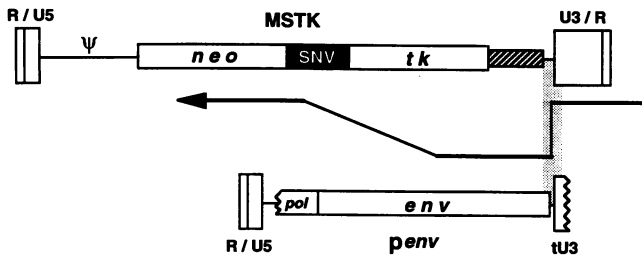 MSTK
R / U5
U3 / R
ψ
neo SNV tk
pol env
R / U5
penv
tU3